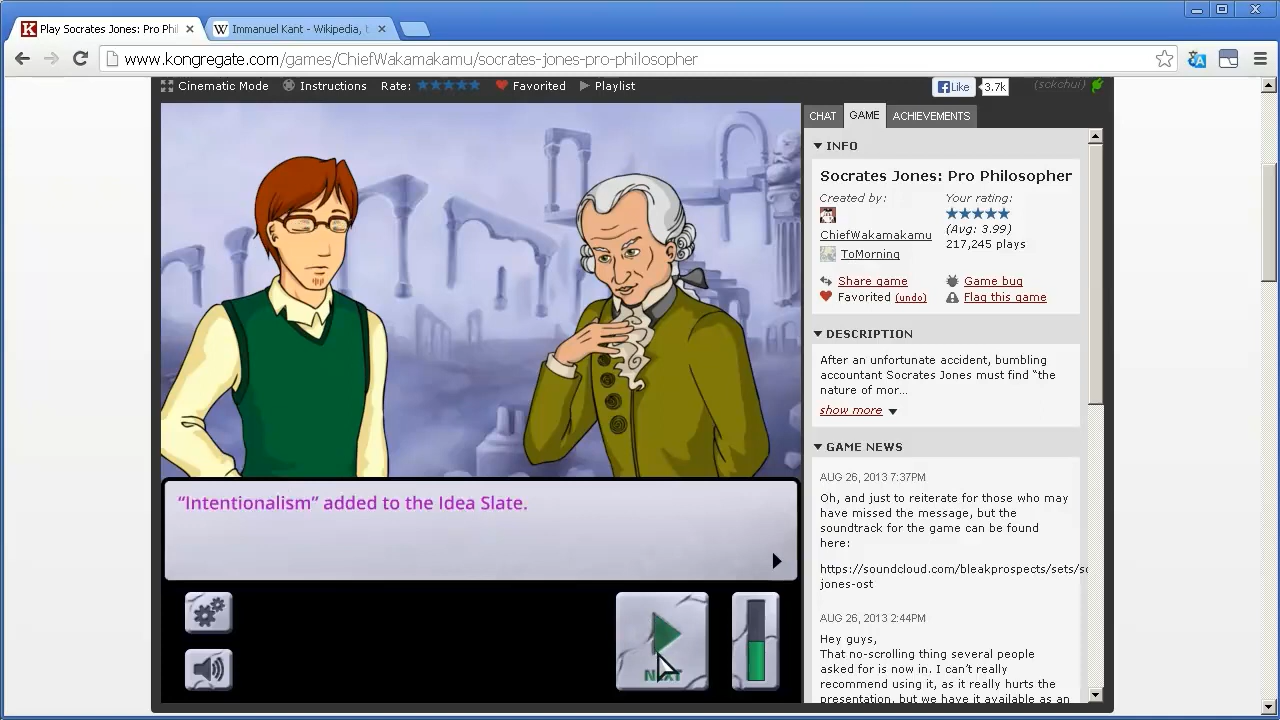 Play Socrates Jones: Pro Phil
Immanuel Kant - Wikipedia, t
www.kongregate.com/games/ChiefWakamakamu/socrates-jones-pro-philosopher
Cinematic Mode Instructions Rate: Favorited Playlist Like 3.7k (sckchui)
CHAT GAME ACHIEVEMENTS
INFO
Socrates Jones: Pro Philosopher
Created by: Your rating:
(Avg: 3.99)
ChiefWakamakamu 217,245 plays
ToMorning
Share game Game bug
Favorited (undo) Flag this game
DESCRIPTION
After an unfortunate accident, bumbling
accountant Socrates Jones must find "the
nature of mor...
show more
GAME NEWS
AUG 26, 2013 7:37PM
Oh, and just to reiterate for those who may
have missed the message, but the
soundtrack for the game can be found
here:
https://soundcloud.com/bleakprospects/sets/so
jones-ost
AUG 26, 2013 2:44PM
Hey guys,
That no-scrolling thing several people
asked for is now in. I can't really
recommend using it, as it really hurts the
presentation, but we have it available as an
“Intentionalism” added to the Idea Slate.
NEXT